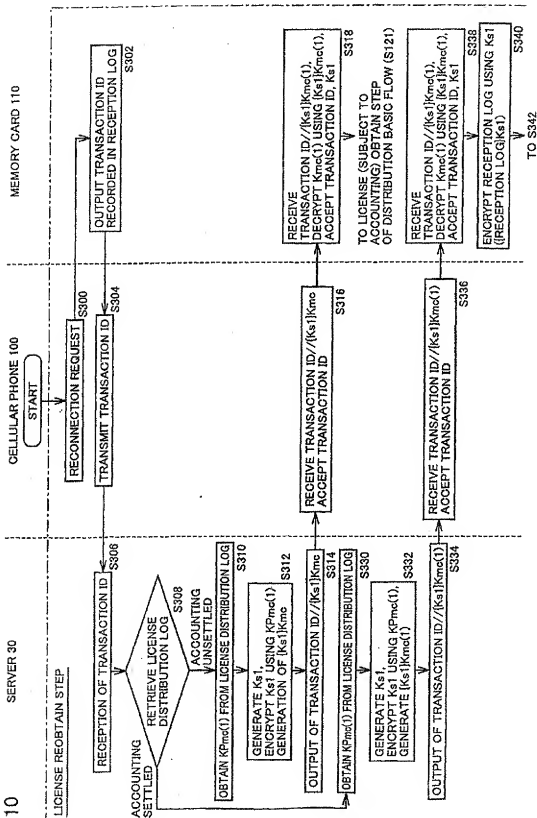 10
SERVER 30
CELLULAR PHONE 100
MEMORY CARD 110
LICENSE REOBTAIN STEP
START
RECONNECTION REQUEST
S300
OUTPUT TRANSACTION ID
RECORDED IN RECEPTION LOG
S302
TRANSMIT TRANSACTION ID
S304
RECEPTION OF TRANSACTION ID
S306
RETRIEVE LICENSE
DISTRIBUTION LOG
S308
ACCOUNTING
SETTLED
ACCOUNTING
UNSETTLED
OBTAIN KPmc(1) FROM LICENSE DISTRIBUTION LOG
S310
GENERATE Ks1,
ENCRYPT Ks1 USING KPmc(1)
GENERATION OF {Ks1}Kmc
S312
OUTPUT OF TRANSACTION ID//{Ks1}Kmc
S314
RECEIVE TRANSACTION ID//{Ks1}Kmc
ACCEPT TRANSACTION ID
S316
RECEIVE
TRANSACTION ID//{Ks1}Kmc(1),
DECRYPT Kmc(1) USING {Ks1}Kmc(1),
ACCEPT TRANSACTION ID, Ks1
S318
TO LICENSE (SUBJECT TO
ACCOUNTING) OBTAIN STEP
OF DISTRIBUTION BASIC FLOW (S121)
OBTAIN KPmc(1) FROM LICENSE DISTRIBUTION LOG
S330
GENERATE Ks1,
ENCRYPT Ks1 USING KPmc(1),
GENERATE {Ks1}Kmc(1)
S332
OUTPUT OF TRANSACTION ID//{Ks1}Kmc(1)
S334
RECEIVE TRANSACTION ID//{Ks1}Kmc(1)
ACCEPT TRANSACTION ID
S336
RECEIVE
TRANSACTION ID//{Ks1}Kmc(1),
DECRYPT Kmc(1) USING {Ks1}Kmc(1),
ACCEPT TRANSACTION ID, Ks1
S338
ENCRYPT RECEPTION LOG USING Ks1
({RECEPTION LOG}Ks1)
S340
TO S342